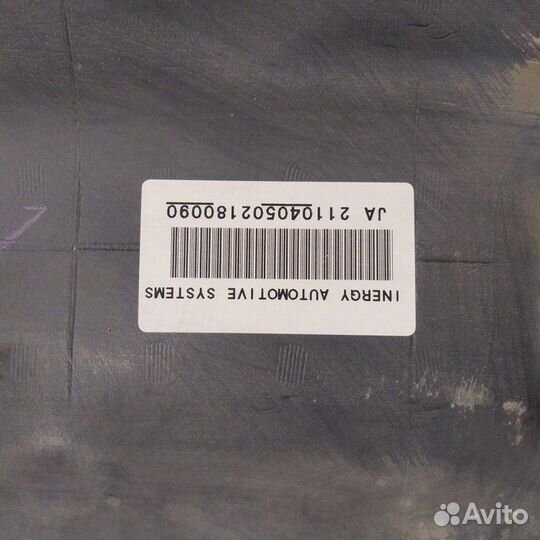 INERGY AUTOMOTIVE SYSTEMS
JA 211040502180090
Avito